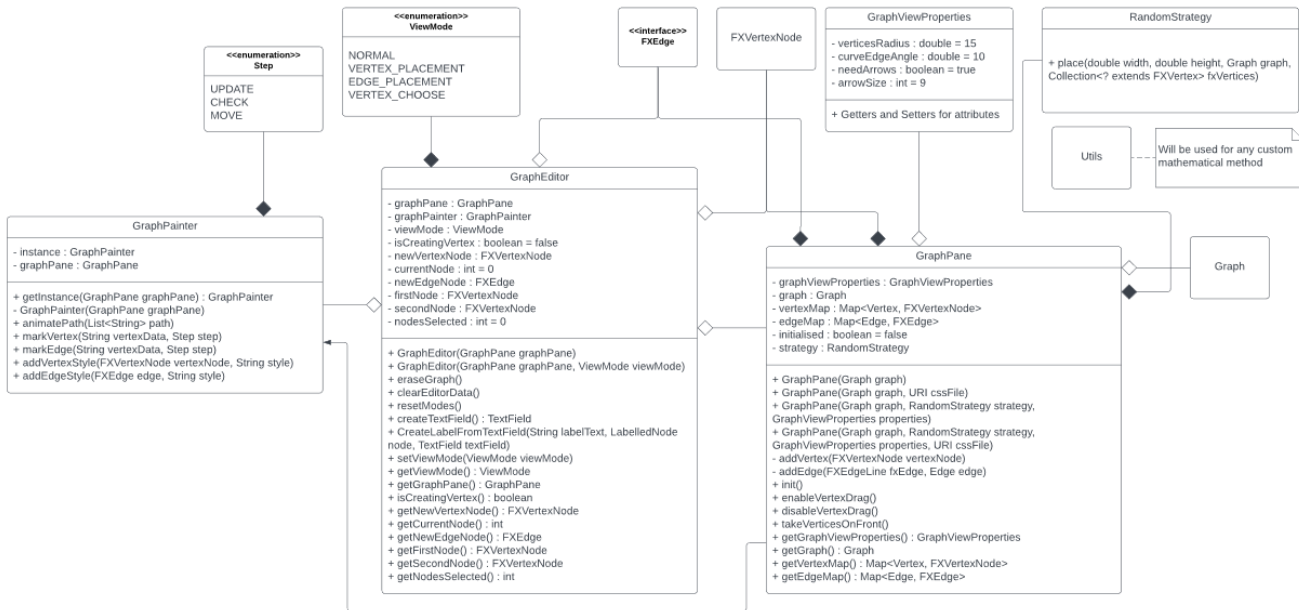 <<enumeration>>
Step
UPDATE
CHECK
MOVE
<<enumeration>>
ViewMode
NORMAL
VERTEX_PLACEMENT
EDGE_PLACEMENT
VERTEX_CHOOSE
<<interface>>
FXEdge
FXVertexNode
GraphViewProperties
- verticesRadius : double = 15
- curveEdgeAngle : double = 10
- needArrows : boolean = true
- arrowSize : int = 9
+ Getters and Setters for attributes
RandomStrategy
+ place(double width, double height, Graph graph,
Collection<? extends FXVertex> fxVertices)
Utils
Will be used for any custom
mathematical method
GraphPainter
- instance : GraphPainter
- graphPane : GraphPane
+ getInstance(GraphPane graphPane) : GraphPainter
- GraphPainter(GraphPane graphPane)
+ animatePath(List<String> path)
+ markVertex(String vertexData, Step step)
+ markEdge(String vertexData, Step step)
+ addVertexStyle(FXVertexNode vertexNode, String style)
+ addEdgeStyle(FXEdge edge, String style)
GraphEditor
- graphPane : GraphPane
- graphPainter : GraphPainter
- viewMode : ViewMode
- isCreatingVertex : boolean = false
- newVertexNode : FXVertexNode
- currentNode : int = 0
- newEdgeNode : FXEdge
- firstNode : FXVertexNode
- secondNode : FXVertexNode
- nodesSelected : int = 0
+ GraphEditor(GraphPane graphPane)
+ GraphEditor(GraphPane graphPane, ViewMode viewMode)
+ eraseGraph()
+ clearEditorData()
+ resetModes()
+ createTextField() : TextField
+ CreateLabelFromTextField(String labelText, LabelledNode
node, TextField textField)
+ setViewMode(ViewMode viewMode)
+ getViewMode() : ViewMode
+ getGraphPane() : GraphPane
+ isCreatingVertex() : boolean
+ getNewVertexNode() : FXVertexNode
+ getCurrentNode() : int
+ getNewEdgeNode() : FXEdge
+ getFirstNode() : FXVertexNode
+ getSecondNode() : FXVertexNode
+ getNodesSelected() : int
GraphPane
- graphViewProperties : GraphViewProperties
- graph : Graph
- vertexMap : Map<Vertex, FXVertexNode>
- edgeMap : Map<Edge, FXEdge>
- initialised : boolean = false
- strategy : RandomStrategy
+ GraphPane(Graph graph)
+ GraphPane(Graph graph, URI cssFile)
+ GraphPane(Graph graph, RandomStrategy strategy,
GraphViewProperties properties)
+ GraphPane(Graph graph, RandomStrategy strategy,
GraphViewProperties properties, URI cssFile)
- addVertex(FXVertexNode vertexNode)
- addEdge(FXEdgeLine fxEdge, Edge edge)
+ init()
+ enableVertexDrag()
+ disableVertexDrag()
+ takeVerticesOnFront()
+ getGraphViewProperties() : GraphViewProperties
+ getGraph() : Graph
+ getVertexMap() : Map<Vertex, FXVertexNode>
+ getEdgeMap() : Map<Edge, FXEdge>
Graph